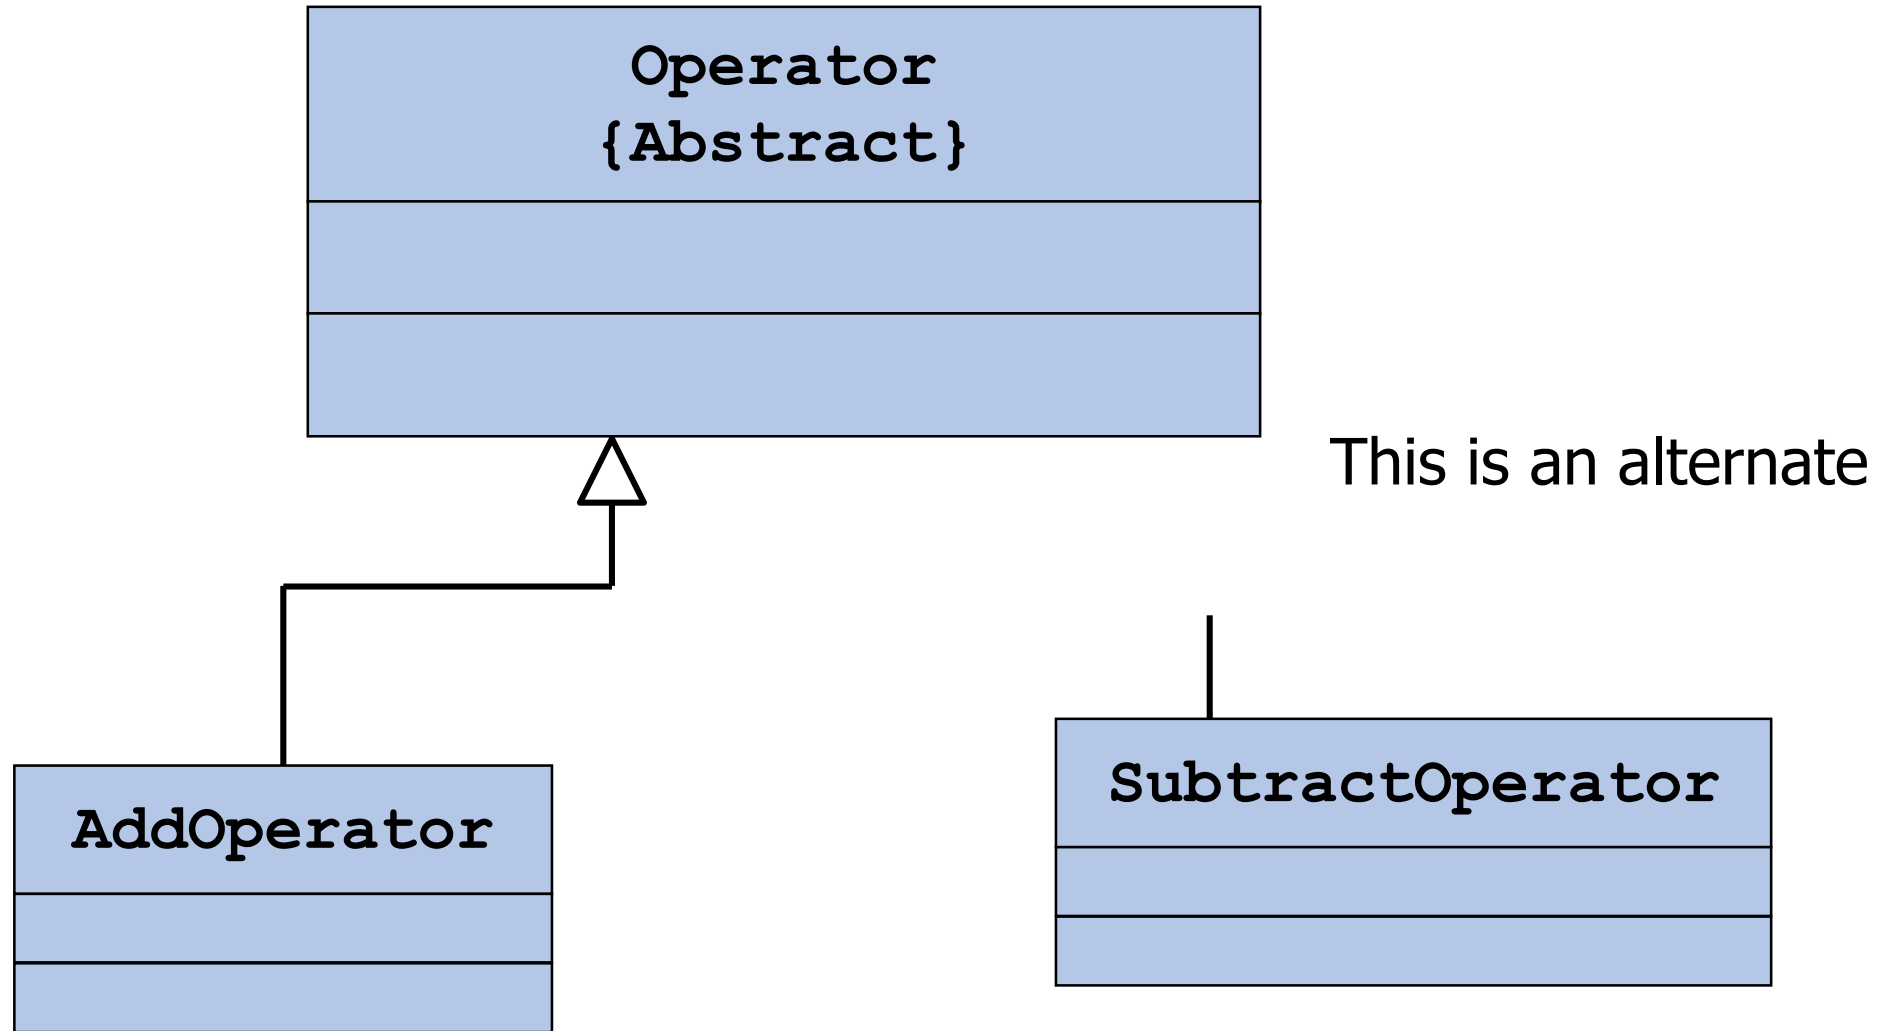 Operator
{Abstract}
This is an alternate
SubtractOperator
AddOperator